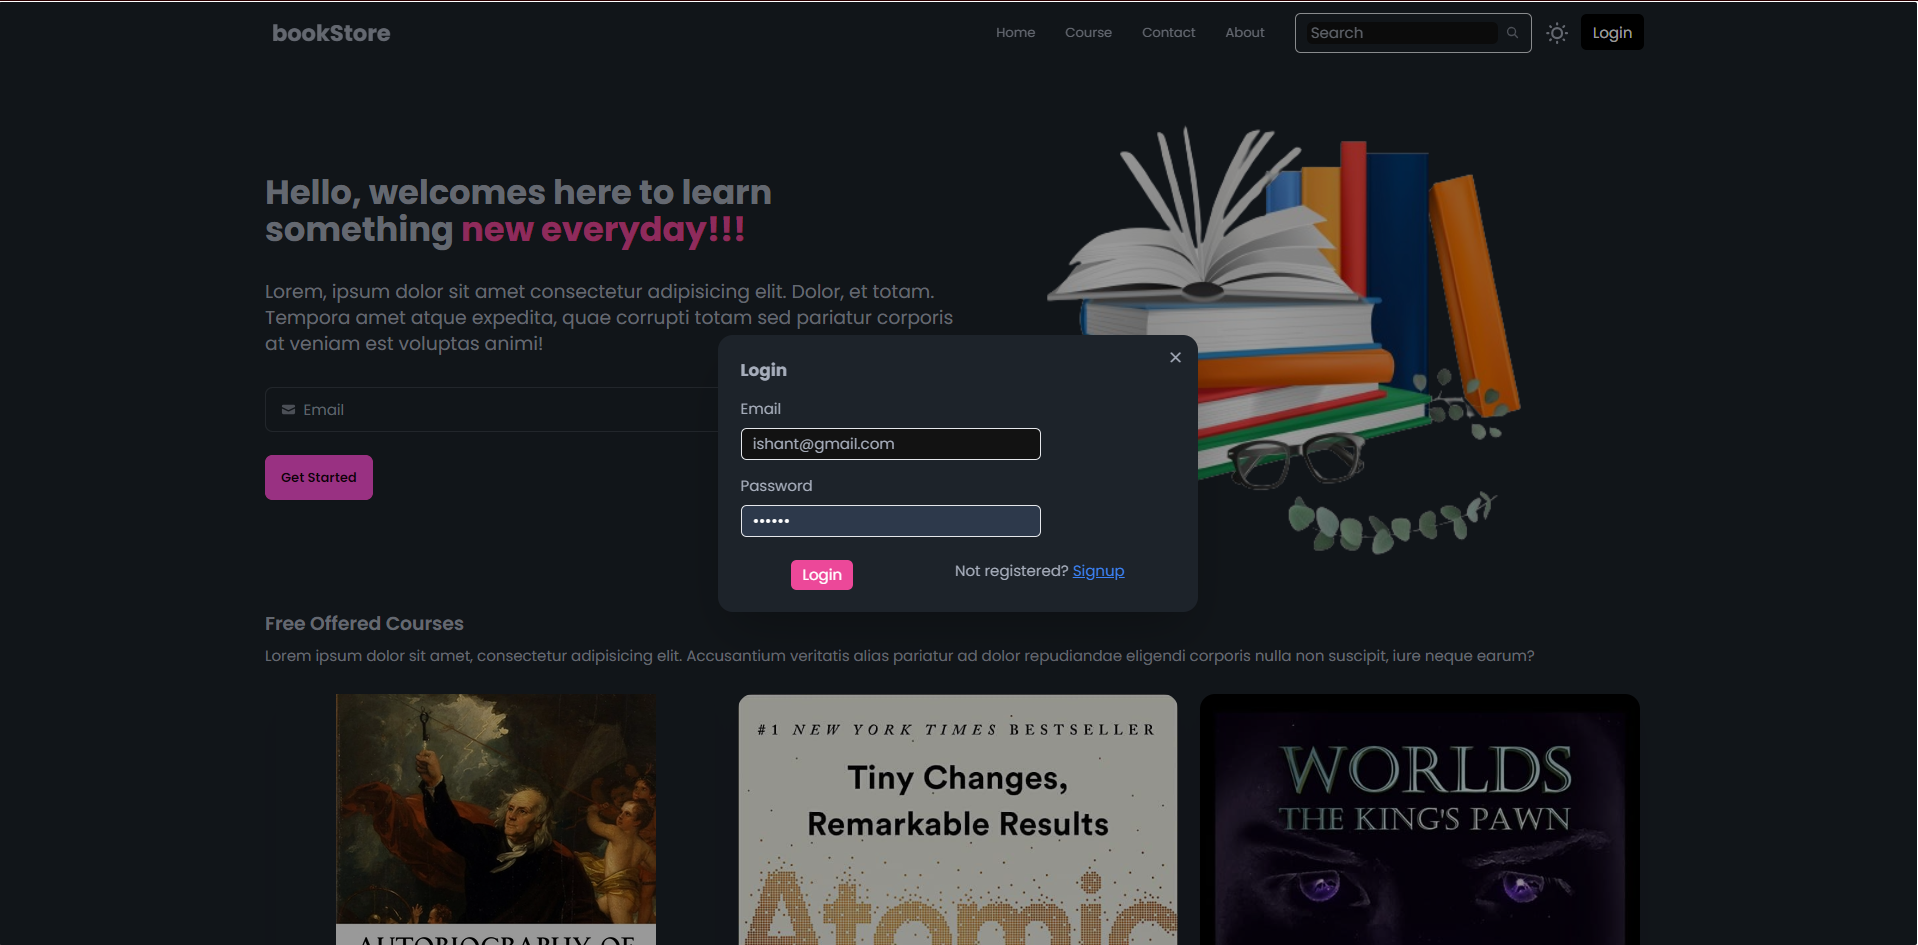 bookStore
Home
Course
Contact
About
Search
Login
Hello, welcomes here to learn
something new everyday!!!
Lorem, ipsum dolor sit amet consectetur adipisicing elit. Dolor, et totam.
Tempora amet atque expedita, quae corrupti totam sed pariatur corporis
at veniam est voluptas animi!
Email
Get Started
Login
Email
ishant@gmail.com
Password
••••••
Login
Not registered? Signup
Free Offered Courses
Lorem ipsum dolor sit amet, consectetur adipisicing elit. Accusantium veritatis alias pariatur ad dolor repudiandae eligendi corporis nulla non suscipit, iure neque earum?
AUTOBIOGRAPHY OF
#1 NEW YORK TIMES BESTSELLER
Tiny Changes,
Remarkable Results
Atomic
WORLDS
THE KING'S PAWN